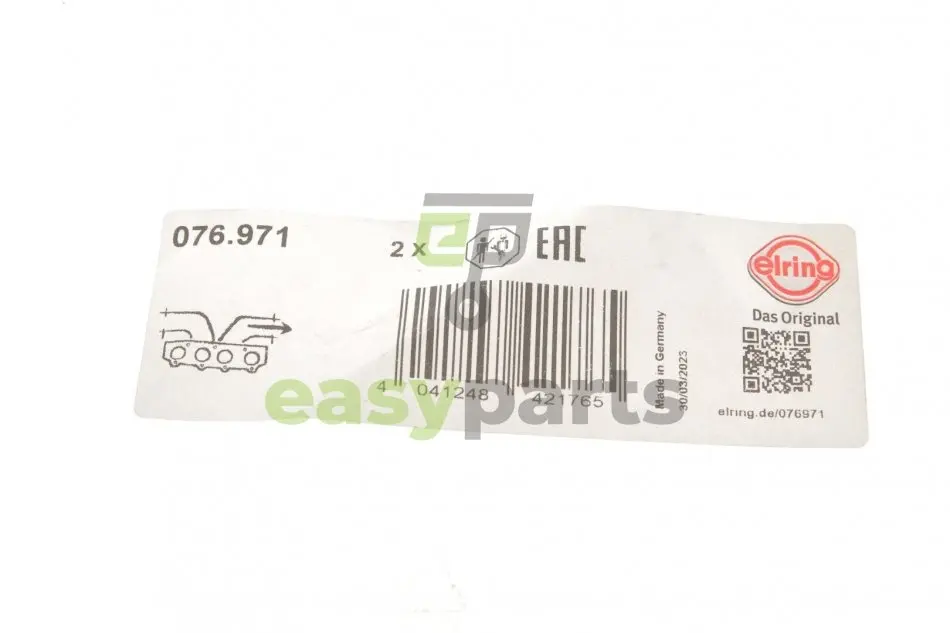 076.971
2 X
EAC
elring
Das Original
4 041248 421765
Made in Germany
30/03/2023
elring.de/076971
easyparts